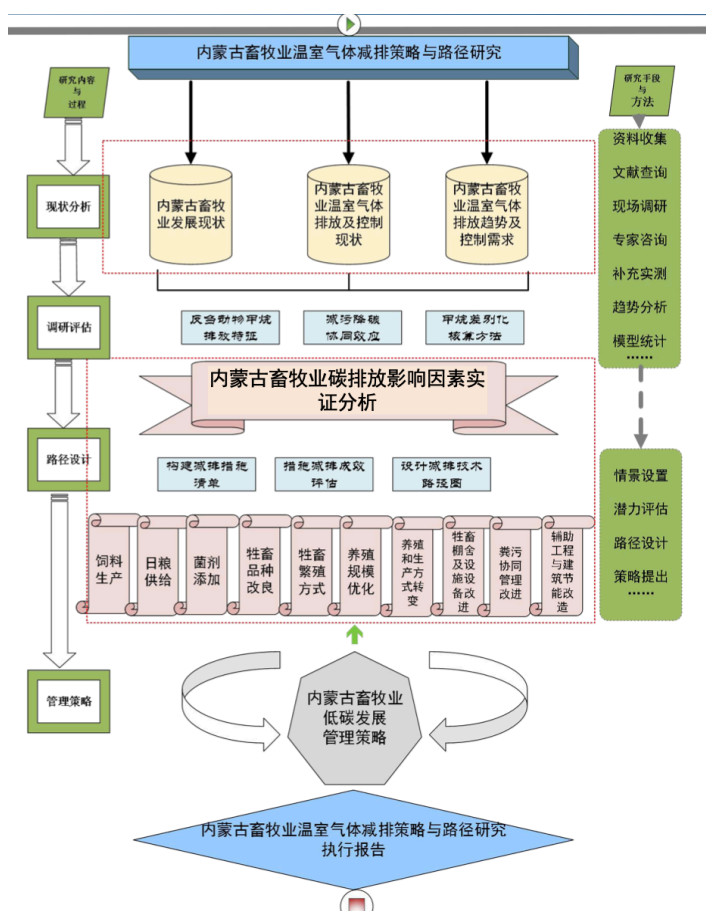 内蒙古畜牧业温室气体减排策略与路径研究
研究内容
与
过程
研究手段
与
方法
现状分析
内蒙古畜牧
业发展现状
内蒙古畜牧
业温室气体
排放及控制
现状
内蒙古畜牧
业温室气体
排放趋势及
控制需求
资料收集
文献查询
现场调研
专家咨询
补充实测
趋势分析
模型统计
……
调研评估
反刍动物甲烷
排放特征
减污降碳
协同效应
甲烷差别化
核算方法
内蒙古畜牧业碳排放影响因素实
证分析
路径设计
构建减排措施
清单
措施减排成效
评估
设计减排技术
路径图
情景设置
潜力评估
路径设计
策略提出
……
饲料
生产
日粮
供给
菌剂
添加
牲畜
品种
改良
牲畜
繁殖
方式
养殖
规模
优化
养殖
和生
产方
式转
变
牲畜
棚舍
及设
施设
备改
进
粪污
协同
管理
改进
辅助
工程
与建
筑节
能改
造
管理策略
内蒙古畜牧业
低碳发展
管理策略
内蒙古畜牧业温室气体减排策略与路径研究
执行报告